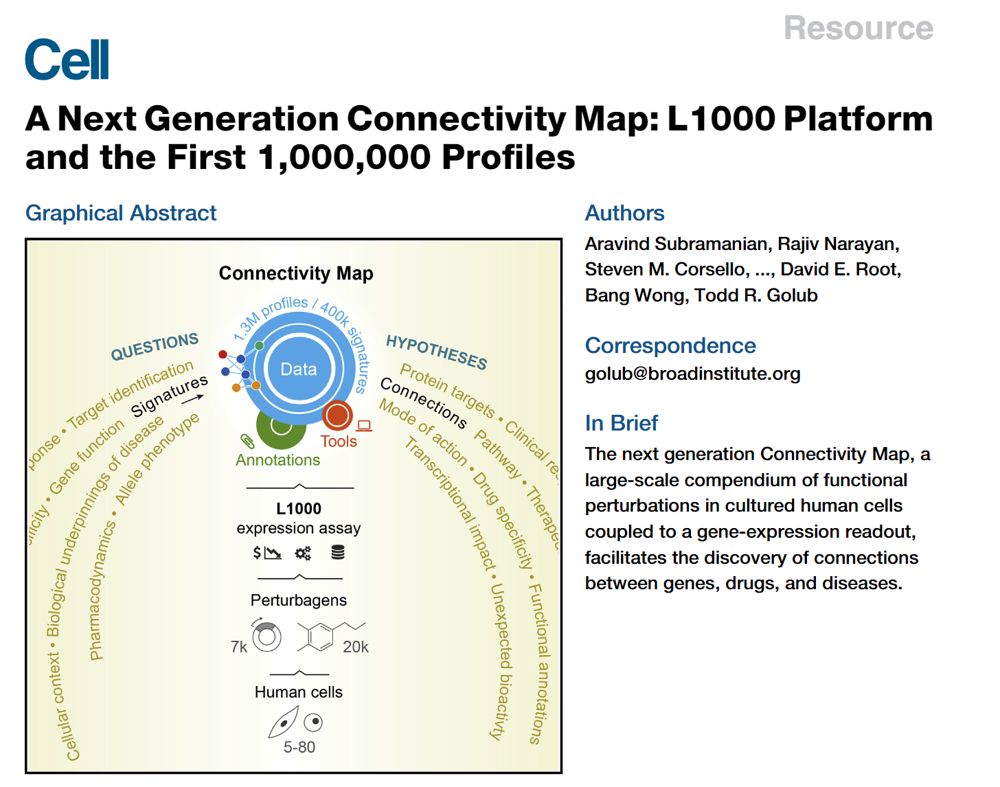 Resource
Cell
A Next Generation Connectivity Map: L1000 Platform
and the First 1,000,000 Profiles
Graphical Abstract
Connectivity Map
1.3M profiles / 400k signatures
Data
Annotations
Tools
QUESTIONS
Target identification
Signatures
• Gene function
Biological underpinnings of disease
Cellular context •
Pharmacodynamics • Allele phenotype
HYPOTHESES
Protein targets • Clinical
Connections
Pathway •
Mode of action • Drug specificity • Functional annotations
Transcriptional impact • Unexpected bioactivty
L1000
expression assay
$
Perturbagens
7k
20k
Human cells
5-80
Authors
Aravind Subramanian, Rajiv Narayan,
Steven M. Corsello, ..., David E. Root,
Bang Wong, Todd R. Golub
Correspondence
golub@broadinstitute.org
In Brief
The next generation Connectivity Map, a
large-scale compendium of functional
perturbations in cultured human cells
coupled to a gene-expression readout,
facilitates the discovery of connections
between genes, drugs, and diseases.